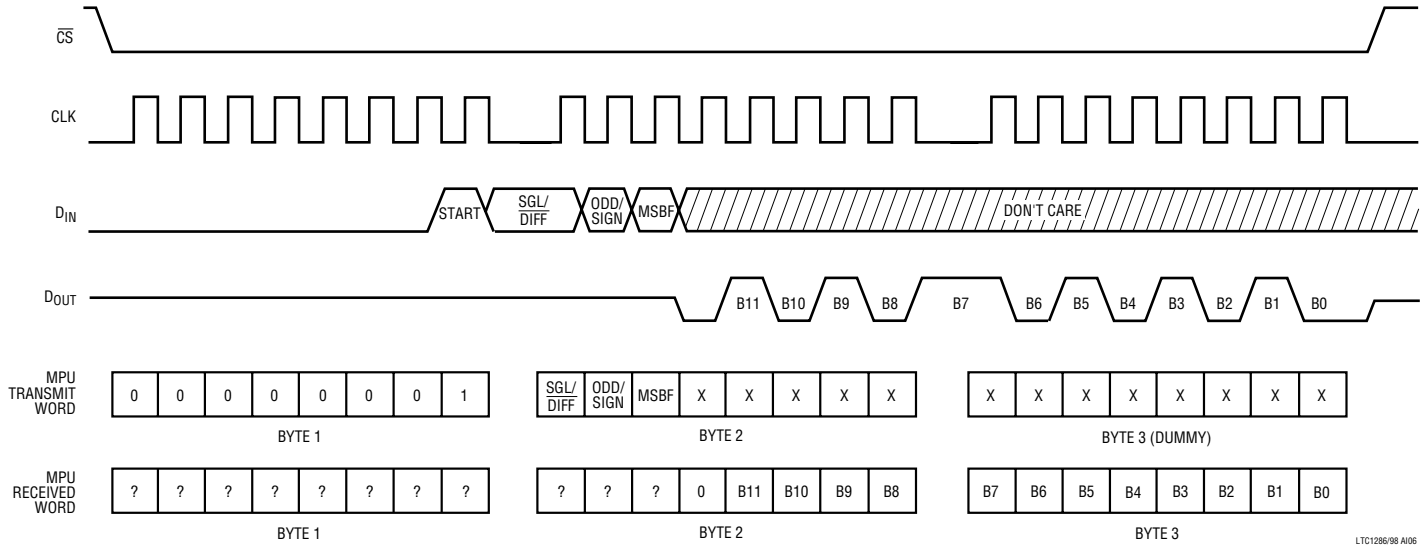 CS
CLK
DIN
START
SGL/
DIFF
ODD/
SIGN
MSBF
DON'T CARE
DOUT
B11 B10 B9 B8 B7 B6 B5 B4 B3 B2 B1 B0
MPU
TRANSMIT
WORD
0 0 0 0 0 0 0 1
SGL/
DIFF
ODD/
SIGN
MSBF X X X X X
X X X X X X X X
BYTE 1
BYTE 2
BYTE 3 (DUMMY)
MPU
RECEIVED
WORD
? ? ? ? ? ? ? ?
? ? ? 0 B11 B10 B9 B8
B7 B6 B5 B4 B3 B2 B1 B0
BYTE 1
BYTE 2
BYTE 3
LTC1286/98 AI06